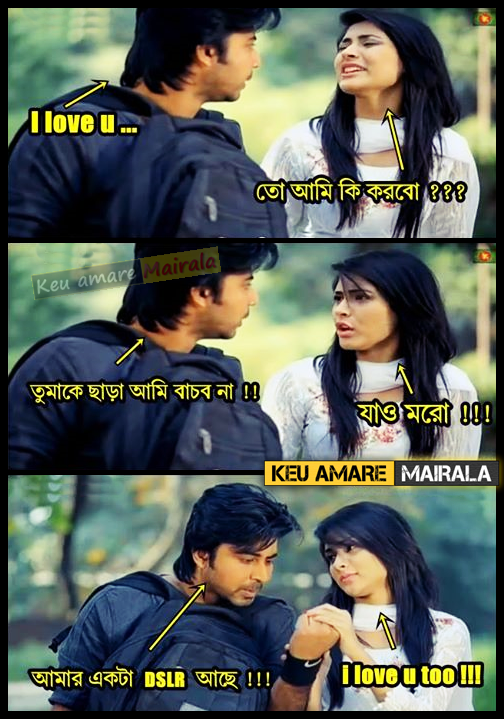 I love u ...
তো আমি কি করবো ???
Keu amare Mairala
তুমাকে ছাড়া আমি বাচব না !!
যাও মরো !!!
KEU AMARE MAIRALA
আমার একটা DSLR আছে !!!
i love u too !!!